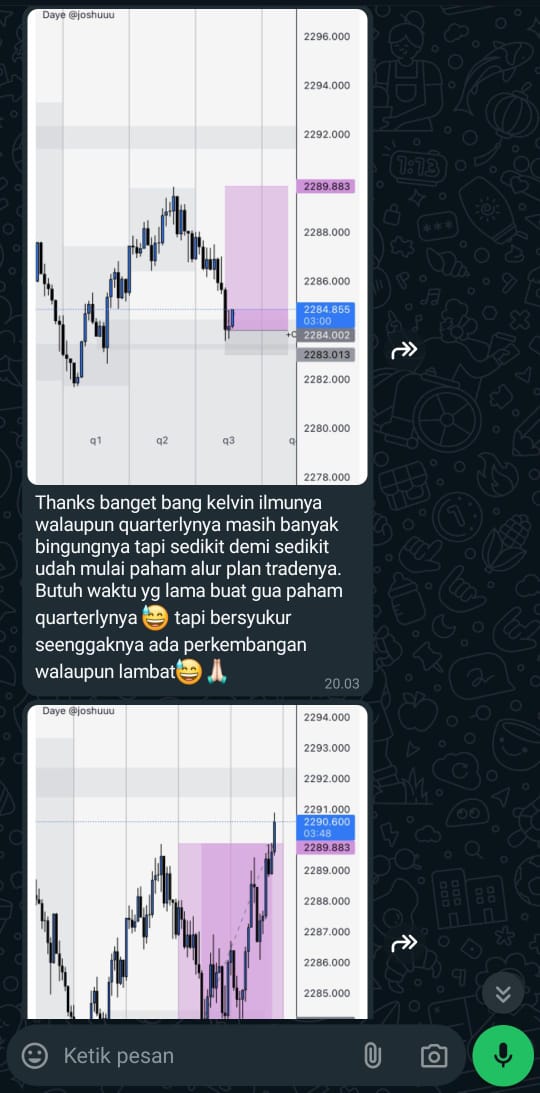 Daye @joshuuu
2296.000
2294.000
2292.000
2289.883
2288.000
2286.000
2284.855
03:00
2284.002
2283.013
2282.000
2280.000
2278.000
q1 q2 q3 q
Thanks banget bang kelvin ilmunya
walaupun quarterlynya masih banyak
bingungnya tapi sedikit demi sedikit
udah mulai paham alur plan tradenya.
Butuh waktu yg lama buat gua paham
quarterlynya 😅 tapi bersyukur
seenggaknya ada perkembangan
walaupun lambat😅🙏🏻
20.03
Daye @joshuuu
2294.000
2293.000
2292.000
2291.000
2290.600
03:48
2289.883
2289.000
2288.000
2287.000
2286.000
2285.000
Ketik pesan